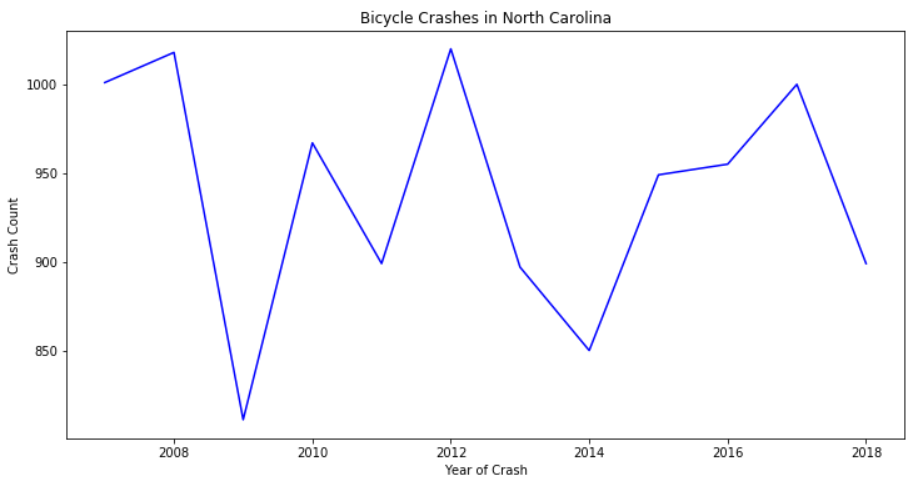 Bicycle Crashes in North Carolina
1000
950
900
850
Crash Count
2008 2010 2012 2014 2016 2018
Year of Crash